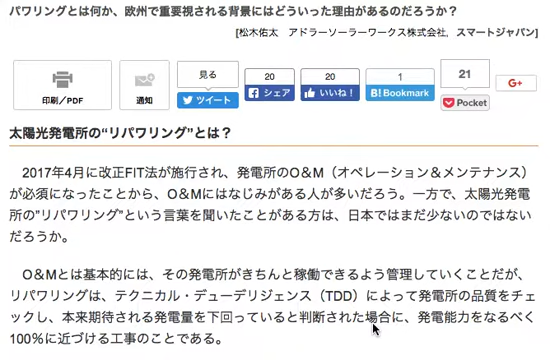 パワリングとは何か、欧州で重要視される背景にはどういった理由があるのだろうか？
[松木佑太　アドラーソーラーワークス株式会社，スマートジャパン]
印刷／PDF
通知
見る
ツイート
20
シェア
20
いいね！
1
B!Bookmark
21
Pocket
G+
太陽光発電所の“リパワリング”とは？
2017年4月に改正FIT法が施行され、発電所のO＆M（オペレーション＆メンテナンス）
が必須になったことから、O＆Mにはなじみがある人が多いだろう。一方で、太陽光発電
所の”リパワリング”という言葉を聞いたことがある方は、日本ではまだ少ないのではない
だろうか。
O＆Mとは基本的には、その発電所がきちんと稼働できるよう管理していくことだが、
リパワリングは、テクニカル・デューデリジェンス（TDD）によって発電所の品質をチェ
ックし、本来期待される発電量を下回っていると判断された場合に、発電能力をなるべく
100％に近づける工事のことである。